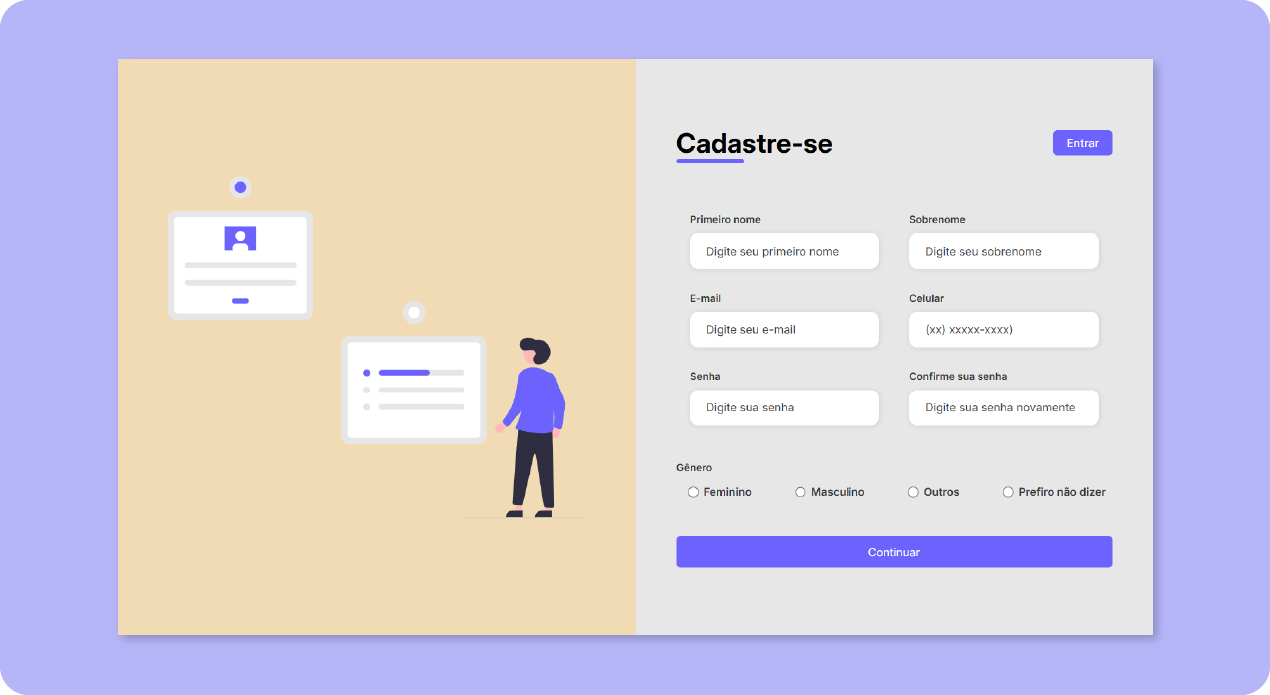 Cadastre-se
Entrar
Primeiro nome
Sobrenome
Digite seu primeiro nome
Digite seu sobrenome
E-mail
Celular
Digite seu e-mail
(xx) xxxxx-xxxx)
Senha
Confirme sua senha
Digite sua senha
Digite sua senha novamente
Gênero
Feminino
Masculino
Outros
Prefiro não dizer
Continuar